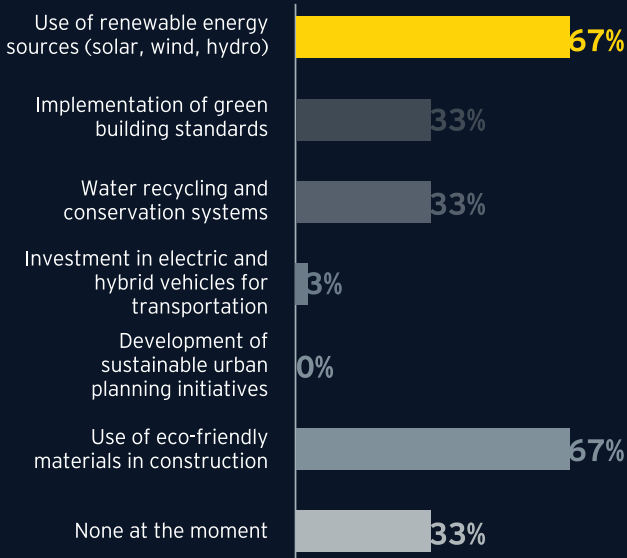 Use of renewable energy
sources (solar, wind, hydro)
67%
Implementation of green
building standards
33%
Water recycling and
conservation systems
33%
Investment in electric and
hybrid vehicles for
transportation
3%
Development of
sustainable urban
planning initiatives
0%
Use of eco-friendly
materials in construction
67%
None at the moment
33%